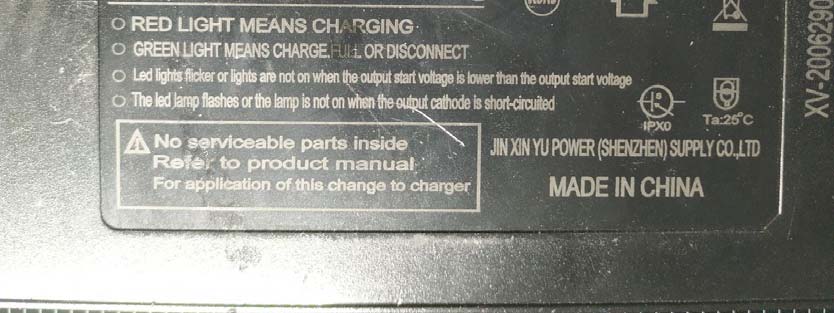 RoHS
RED LIGHT MEANS CHARGING
GREEN LIGHT MEANS CHARGE FULL OR DISCONNECT
Led lights flicker or lights are not on when the output start voltage is lower than the output start voltage
The led lamp flashes or the lamp is not on when the output cathode is short-circuited
IPX0
Ta:25°C
No serviceable parts inside
Refer to product manual
For application of this change to charger
JIN XIN YU POWER (SHENZHEN) SUPPLY CO.,LTD
MADE IN CHINA
XV-2006290